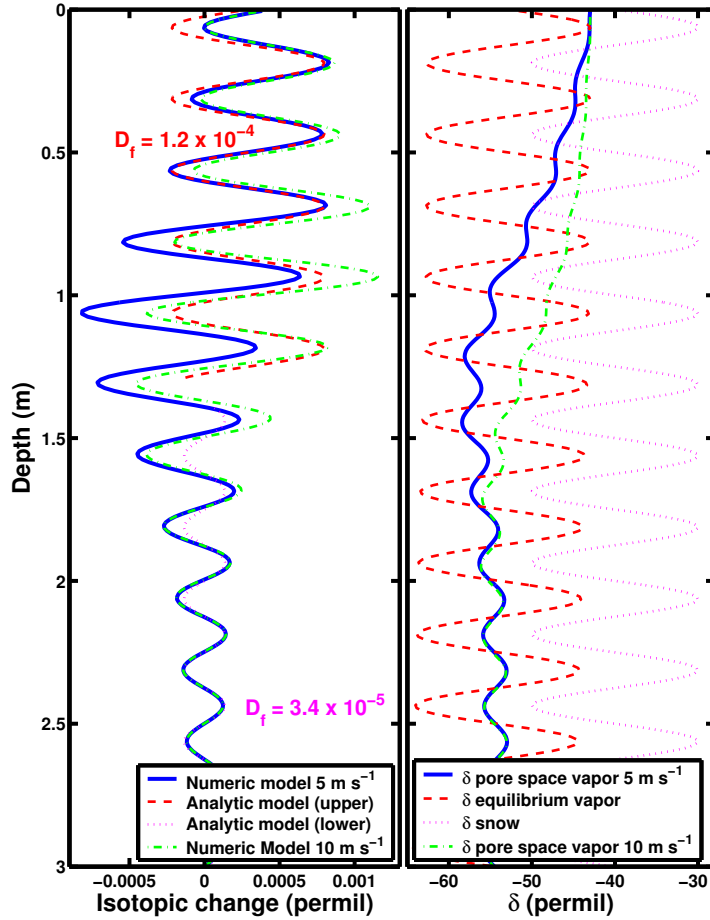 0
0.5
1
1.5
2
2.5
3
Depth (m)
D_f = 1.2 x 10^−4
D_f = 3.4 x 10^−5
Numeric model 5 m s^−1
Analytic model (upper)
Analytic model (lower)
Numeric Model 10 m s^−1
−0.0005 0 0.0005 0.001
Isotopic change (permil)
δ pore space vapor 5 m s^−1
δ equilibrium vapor
δ snow
δ pore space vapor 10 m s^−1
−60 −50 −40 −30
δ (permil)